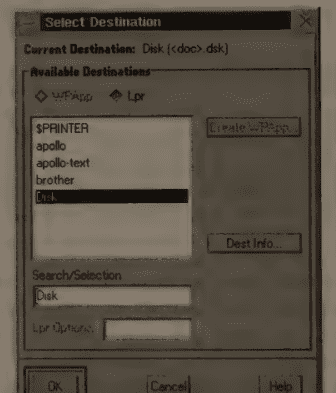 Select Destination
Current Destination: Disk (<doc>.dsk)
Available Destinations
WPApp Lpr
$PRINTER
Create WPApp...
apollo
apollo-text
brother
Disk
Dest Info...
Search/Selection
Disk
Lpr Options:
OK Cancel Help